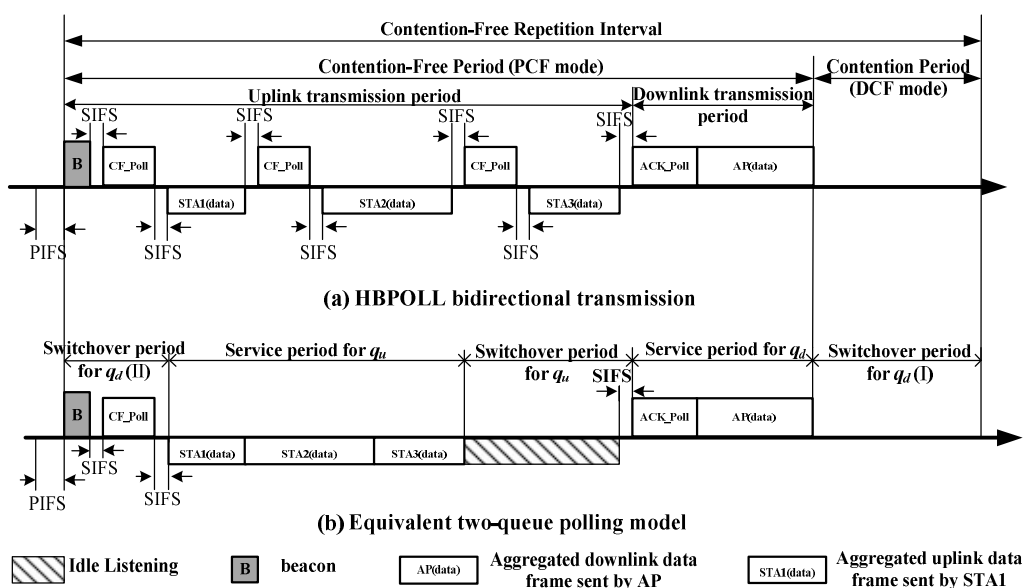 Contention-Free Repetition Interval
Contention-Free Period (PCF mode)
Contention Period
(DCF mode)
Uplink transmission period
Downlink transmission
period
SIFS
SIFS
SIFS
SIFS
B
CF_Poll
CF_Poll
CF_Poll
ACK_Poll
AP(data)
STA1(data)
STA2(data)
STA3(data)
PIFS
SIFS
SIFS
SIFS
(a) HBPOLL bidirectional transmission
Switchover period
for qd (II)
Service period for qu
Switchover period
for qu
Service period for qd
Switchover period
for qd (I)
SIFS
B
CF_Poll
ACK_Poll
AP(data)
STA1(data)
STA2(data)
STA3(data)
SIFS
PIFS
SIFS
(b) Equivalent two-queue polling model
Idle Listening
B
beacon
AP(data)
Aggregated downlink data
frame sent by AP
STA1(data)
Aggregated uplink data
frame sent by STA1